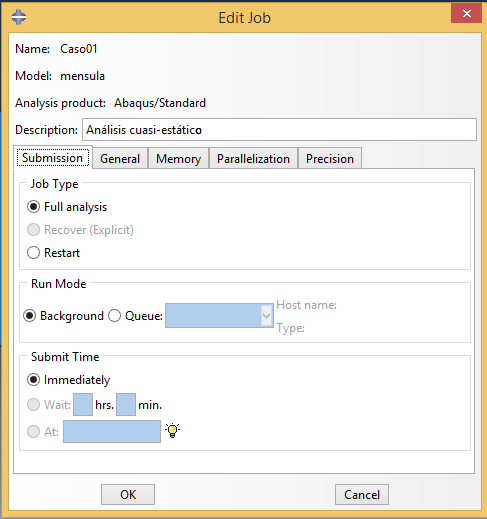 Edit Job
Name: Caso01
Model: mensula
Analysis product: Abaqus/Standard
Description: Análisis cuasi-estático
Submission General Memory Parallelization Precision
Job Type
Full analysis
Recover (Explicit)
Restart
Run Mode
Background Queue: Host name:
Type:
Submit Time
Immediately
Wait: hrs. min.
At:
OK Cancel